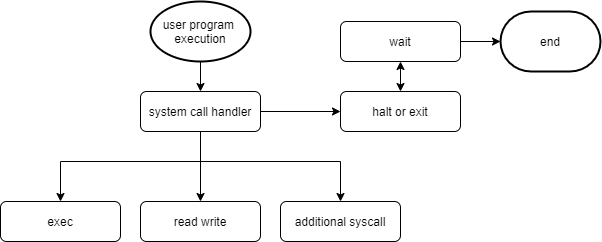 user program
execution
wait
end
system call handler
halt or exit
exec
read write
additional syscall